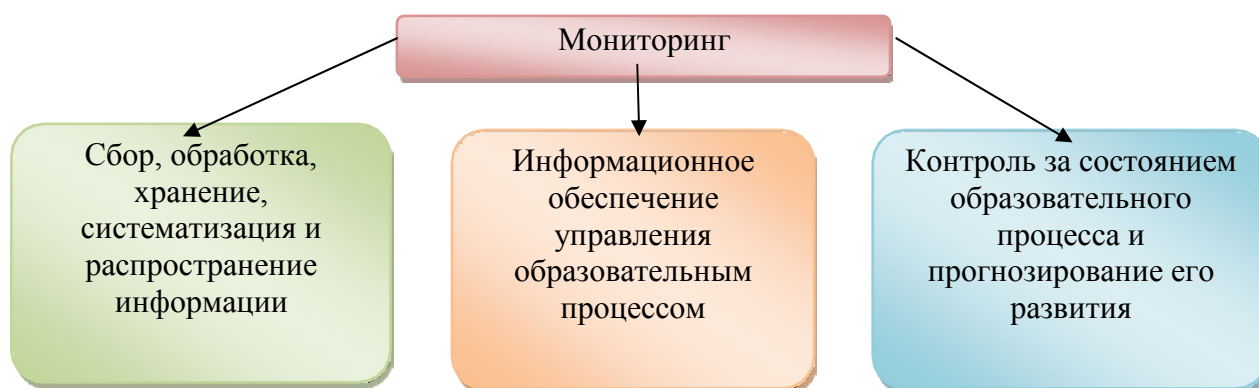 Мониторинг
Сбор, обработка,
хранение,
систематизация и
распространение
информации
Информационное
обеспечение
управления
образовательным
процессом
Контроль за состоянием
образовательного
процесса и
прогнозирование его
развития